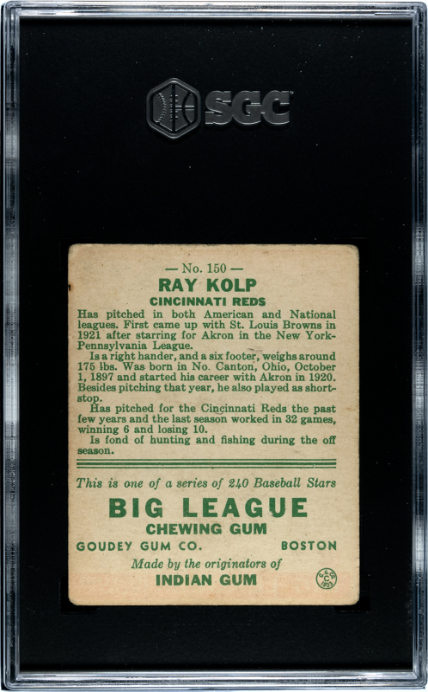 SGC
— No. 150 —
RAY KOLP
CINCINNATI REDS
Has pitched in both American and National
leagues. First came up with St. Louis Browns in
1921 after starring for Akron in the New York-
Pennsylvania League.
Is a right hander, and a six footer, weighs around
175 lbs. Was born in No. Canton, Ohio, October
1, 1897 and started his career with Akron in 1920.
Besides pitching that year, he also played as short-
stop.
Has pitched for the Cincinnati Reds the past
few years and the last season worked in 32 games,
winning 6 and losing 10.
Is fond of hunting and fishing during the off
season.
This is one of a series of 240 Baseball Stars
BIG LEAGUE
CHEWING GUM
GOUDEY GUM CO. BOSTON
Made by the originators of
INDIAN GUM